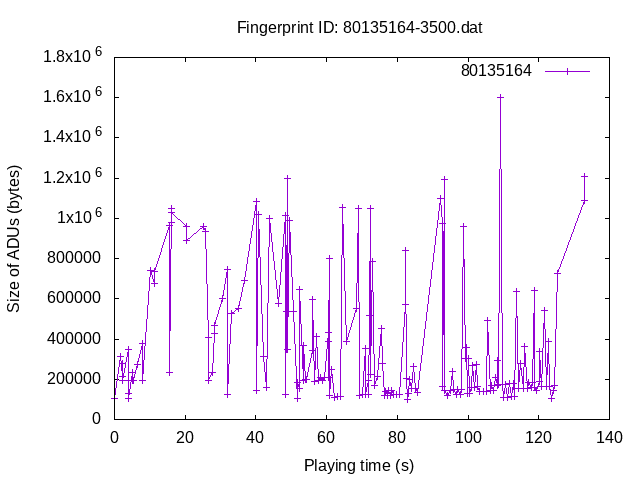 Fingerprint ID: 80135164-3500.dat
80135164
1.8x10^6
1.6x10^6
1.4x10^6
1.2x10^6
1x10^6
800000
600000
400000
200000
0
Size of ADUs (bytes)
0 20 40 60 80 100 120 140
Playing time (s)